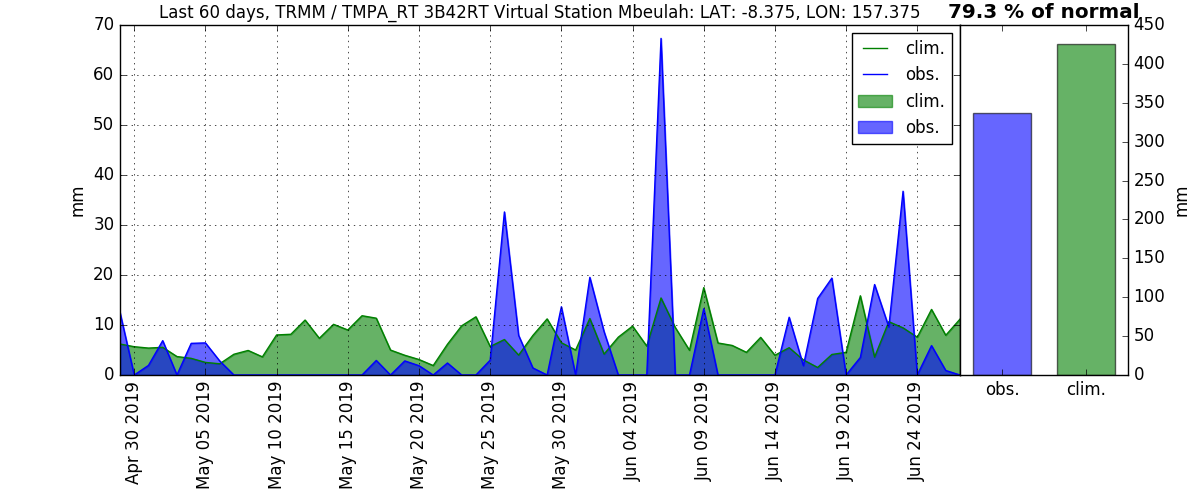 Last 60 days, TRMM / TMPA_RT 3B42RT Virtual Station Mbeulah: LAT: -8.375, LON: 157.375
79.3 % of normal
70
60
50
40
30
20
10
0
mm
clim.
obs.
clim.
obs.
Apr 30 2019
May 05 2019
May 10 2019
May 15 2019
May 20 2019
May 25 2019
May 30 2019
Jun 04 2019
Jun 09 2019
Jun 14 2019
Jun 19 2019
Jun 24 2019
450
400
350
300
250
200
150
100
50
0
mm
obs.
clim.